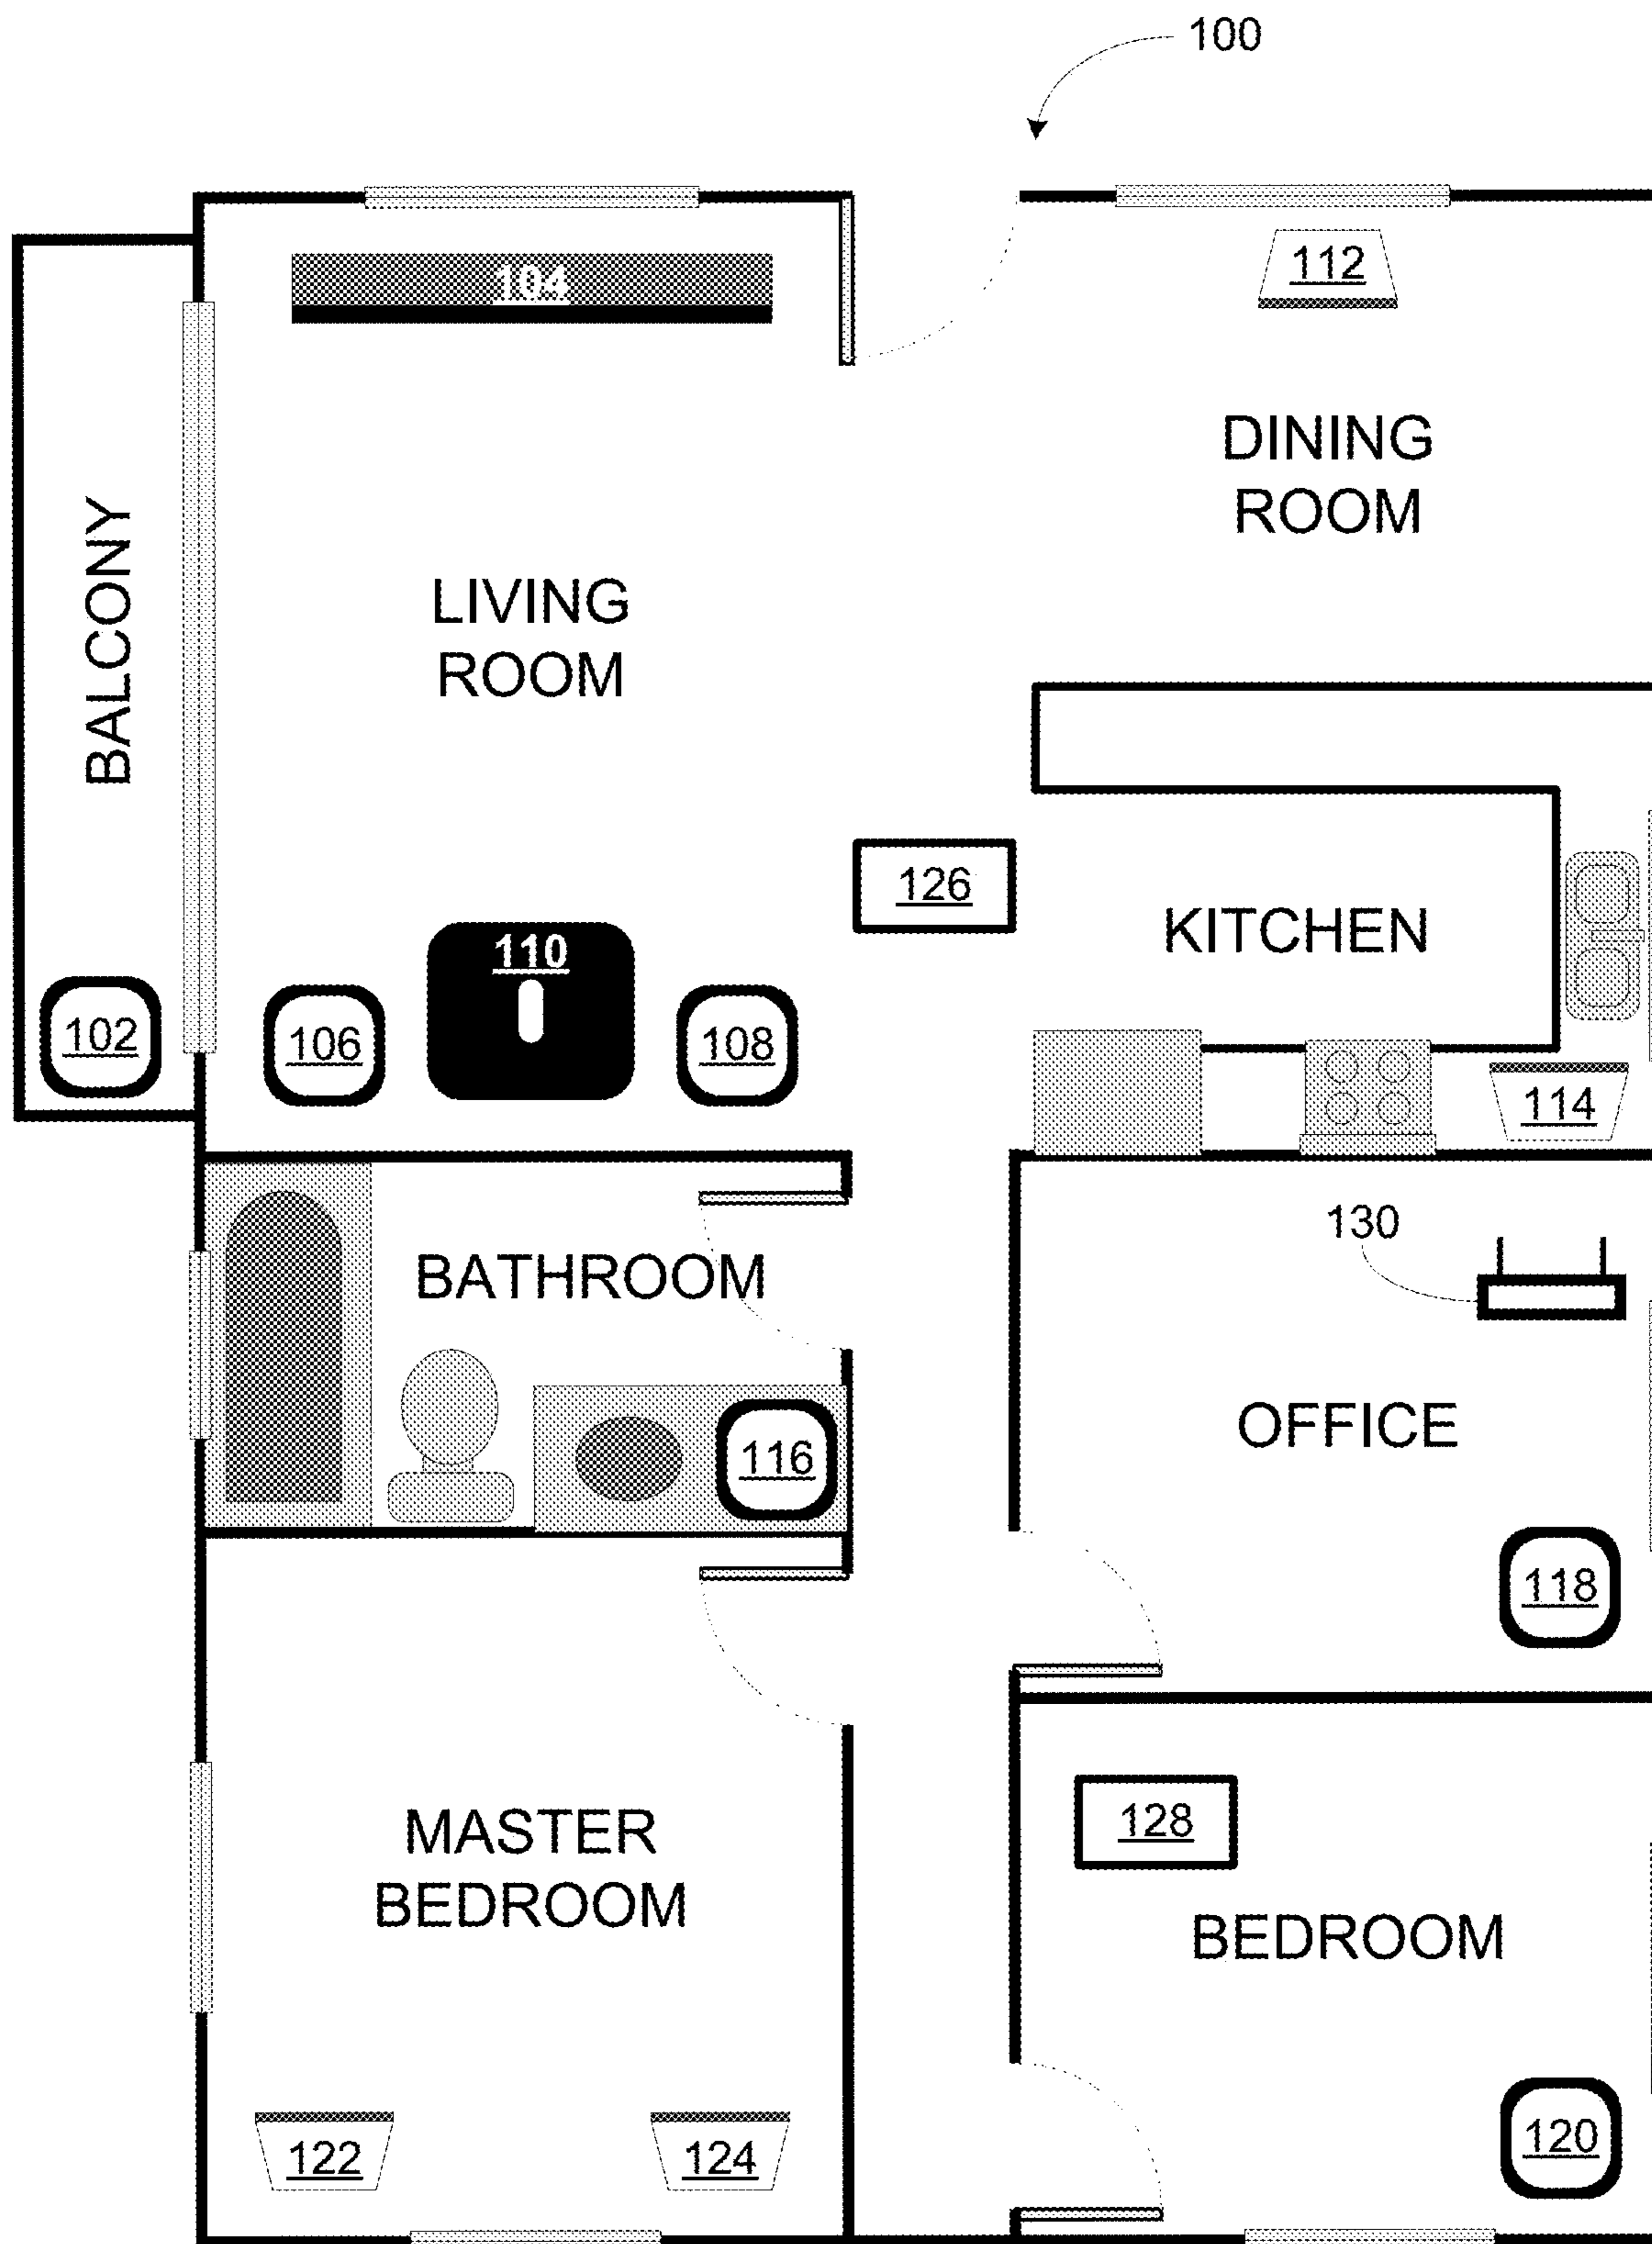 100
104
112
DINING
ROOM
BALCONY
LIVING
ROOM
126
KITCHEN
110
102
106
108
114
130
BATHROOM
OFFICE
116
118
128
MASTER
BEDROOM
BEDROOM
122
124
120